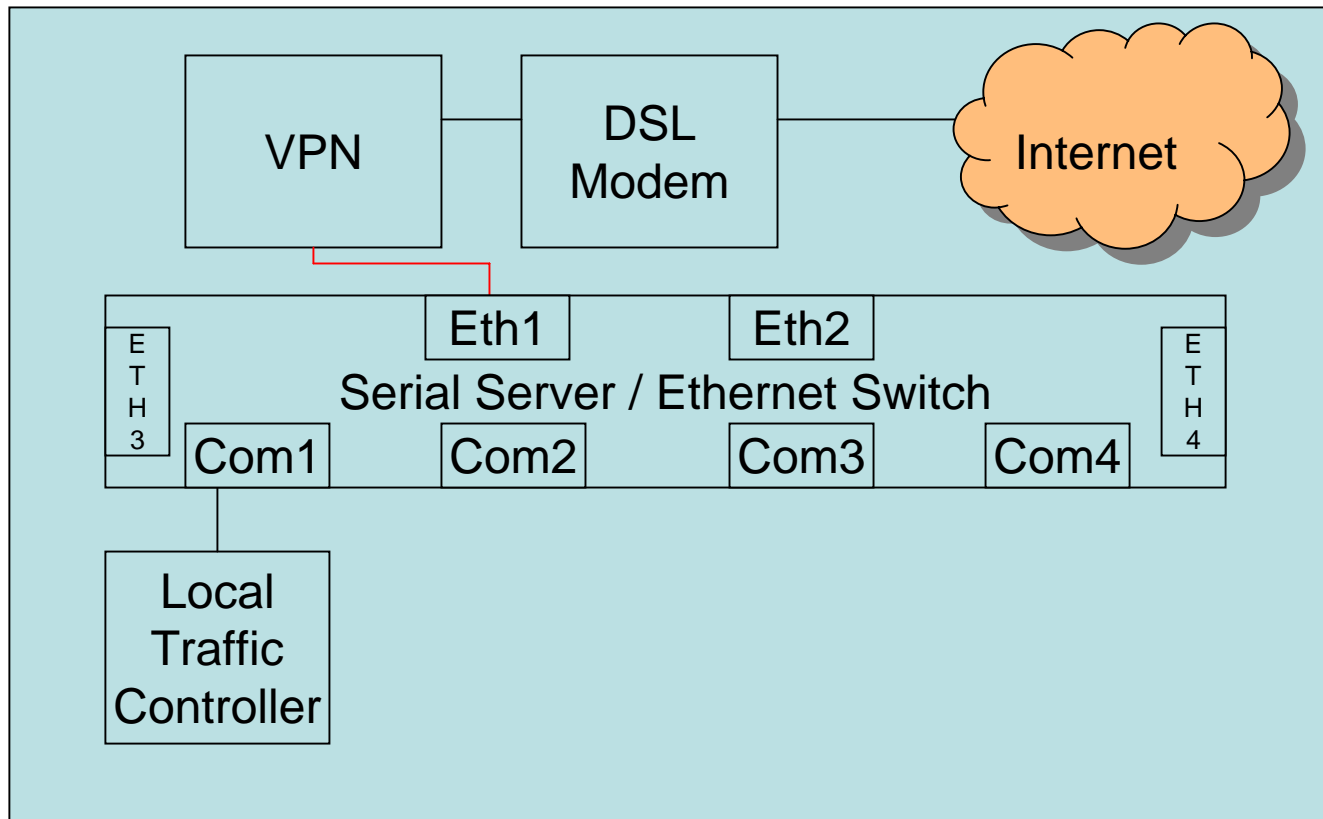 VPN
DSL
Modem
Internet
Eth1
Eth2
E
T
H
3
E
T
H
4
Serial Server / Ethernet Switch
Com1
Com2
Com3
Com4
Local
Traffic
Controller